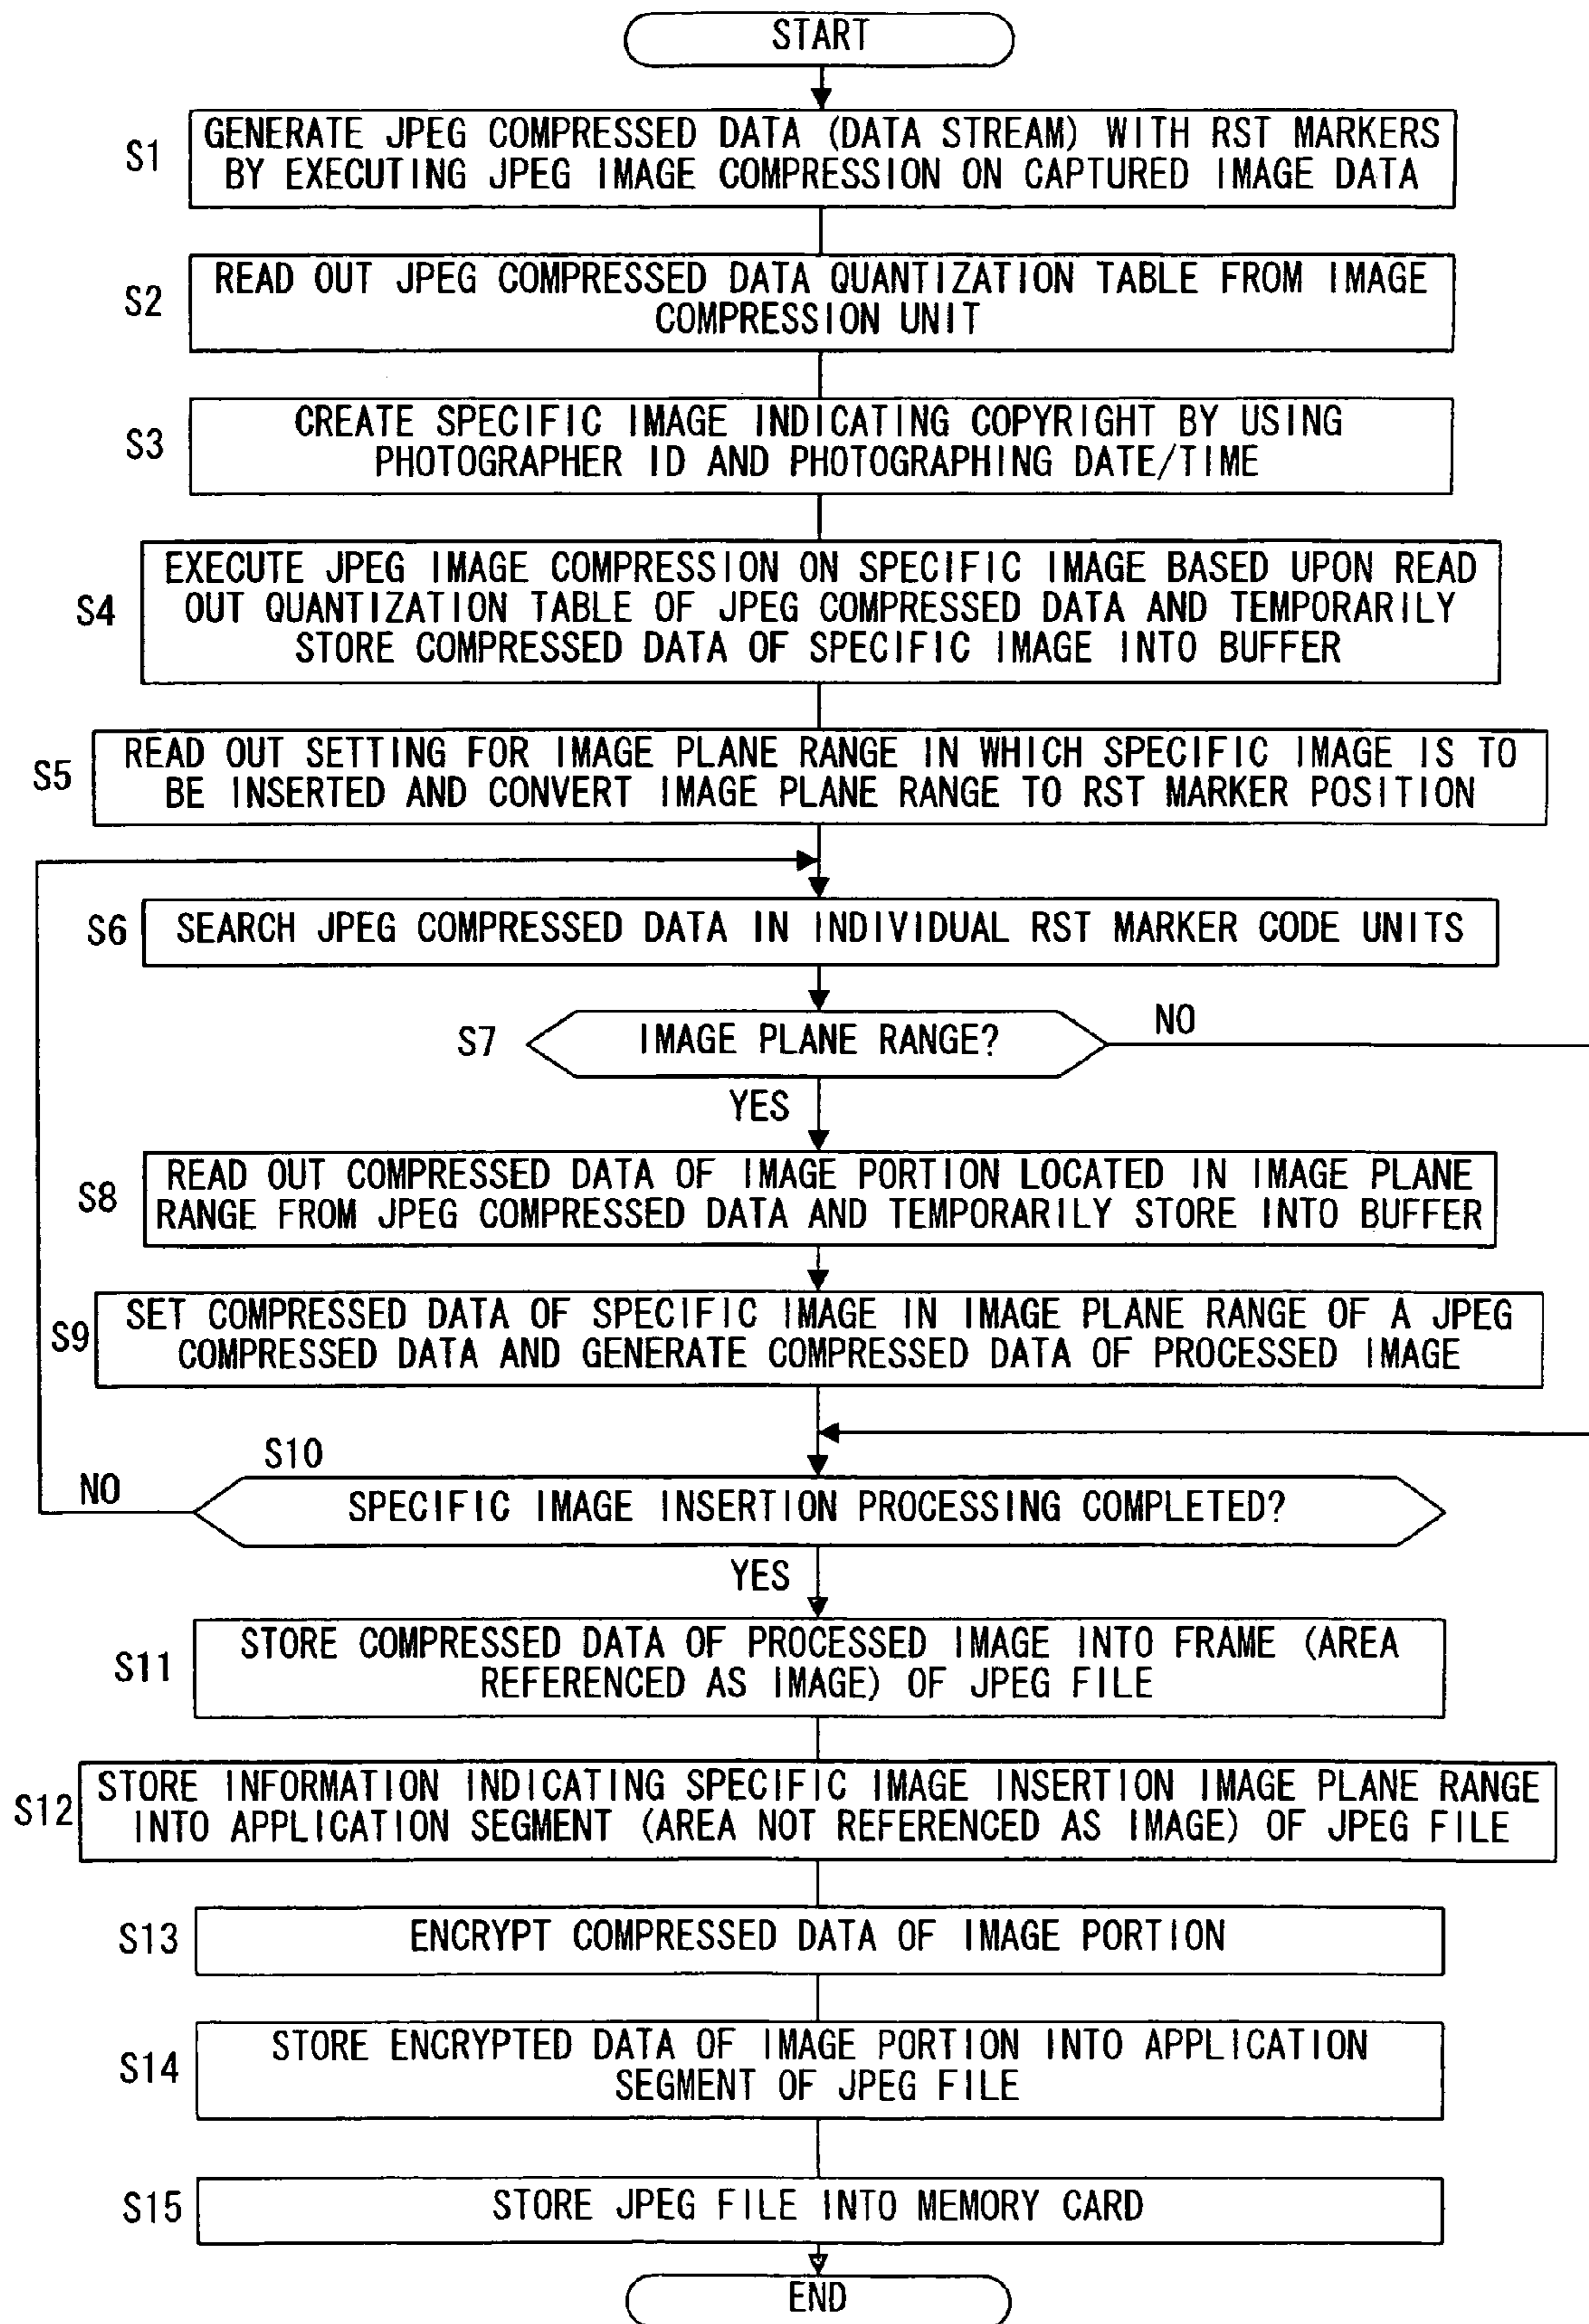 START
S1
GENERATE JPEG COMPRESSED DATA (DATA STREAM) WITH RST MARKERS
BY EXECUTING JPEG IMAGE COMPRESSION ON CAPTURED IMAGE DATA
S2
READ OUT JPEG COMPRESSED DATA QUANTIZATION TABLE FROM IMAGE
COMPRESSION UNIT
S3
CREATE SPECIFIC IMAGE INDICATING COPYRIGHT BY USING
PHOTOGRAPHER ID AND PHOTOGRAPHING DATE/TIME
S4
EXECUTE JPEG IMAGE COMPRESSION ON SPECIFIC IMAGE BASED UPON READ
OUT QUANTIZATION TABLE OF JPEG COMPRESSED DATA AND TEMPORARILY
STORE COMPRESSED DATA OF SPECIFIC IMAGE INTO BUFFER
S5
READ OUT SETTING FOR IMAGE PLANE RANGE IN WHICH SPECIFIC IMAGE IS TO
BE INSERTED AND CONVERT IMAGE PLANE RANGE TO RST MARKER POSITION
S6
SEARCH JPEG COMPRESSED DATA IN INDIVIDUAL RST MARKER CODE UNITS
S7
IMAGE PLANE RANGE?
NO
YES
S8
READ OUT COMPRESSED DATA OF IMAGE PORTION LOCATED IN IMAGE PLANE
RANGE FROM JPEG COMPRESSED DATA AND TEMPORARILY STORE INTO BUFFER
S9
SET COMPRESSED DATA OF SPECIFIC IMAGE IN IMAGE PLANE RANGE OF A JPEG
COMPRESSED DATA AND GENERATE COMPRESSED DATA OF PROCESSED IMAGE
S10
NO
SPECIFIC IMAGE INSERTION PROCESSING COMPLETED?
YES
S11
STORE COMPRESSED DATA OF PROCESSED IMAGE INTO FRAME (AREA
REFERENCED AS IMAGE) OF JPEG FILE
S12
STORE INFORMATION INDICATING SPECIFIC IMAGE INSERTION IMAGE PLANE RANGE
INTO APPLICATION SEGMENT (AREA NOT REFERENCED AS IMAGE) OF JPEG FILE
S13
ENCRYPT COMPRESSED DATA OF IMAGE PORTION
S14
STORE ENCRYPTED DATA OF IMAGE PORTION INTO APPLICATION
SEGMENT OF JPEG FILE
S15
STORE JPEG FILE INTO MEMORY CARD
END